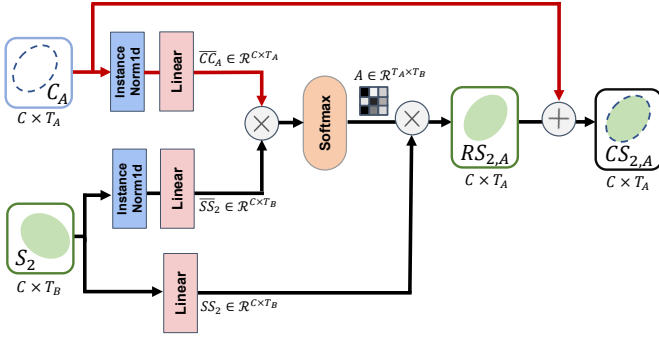 C_A
C × T_A
Instance
Norm1d
Linear
\overline{CC}_A ∈ ℛ^{C×T_A}
×
Softmax
A ∈ ℛ^{T_A×T_B}
×
RS_{2,A}
C × T_A
+
CS_{2,A}
C × T_A
S_2
C × T_B
Instance
Norm1d
Linear
\overline{SS}_2 ∈ ℛ^{C×T_B}
Linear
SS_2 ∈ ℛ^{C×T_B}